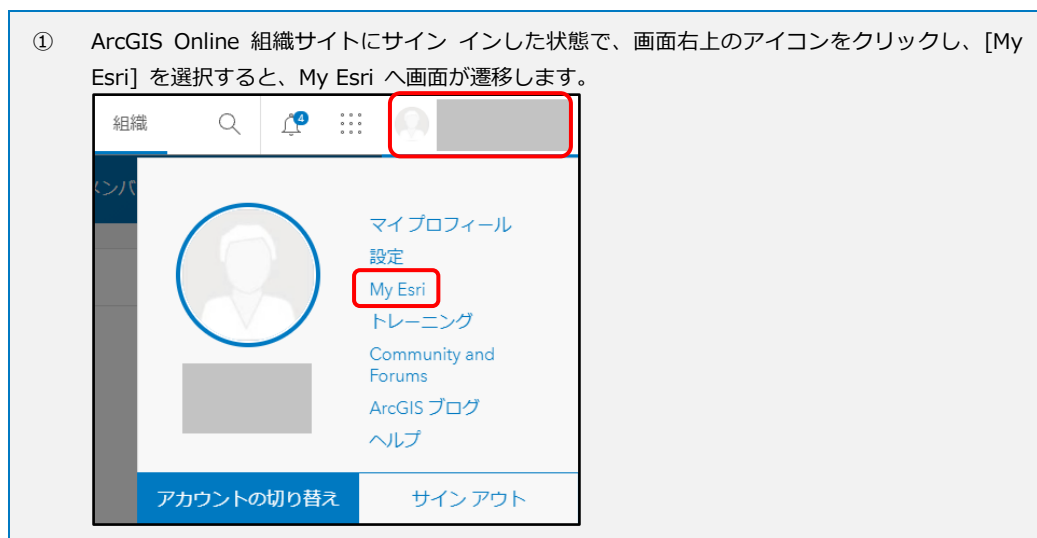 ① ArcGIS Online 組織サイトにサイン インした状態で、画面右上のアイコンをクリックし、[My
Esri] を選択すると、My Esri へ画面が遷移します。
組織
4
メンバ
マイ プロフィール
設定
My Esri
トレーニング
Community and
Forums
ArcGIS ブログ
ヘルプ
アカウントの切り替え サイン アウト